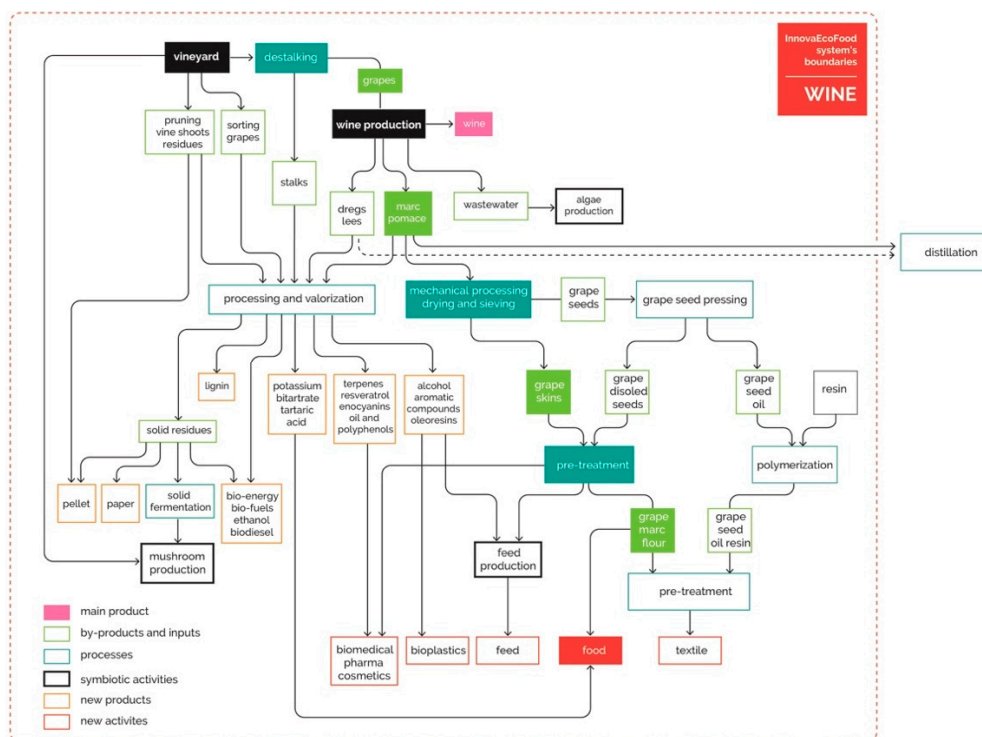 InnovaEcoFood
system's
boundaries
WINE
vineyard
destalking
grapes
pruning
vine shoots
residues
sorting
grapes
wine production
wine
stalks
dregs
lees
marc
pomace
wastewater
algae
production
distillation
processing and valorization
mechanical processing
drying and sieving
grape
seeds
grape seed pressing
lignin
potassium
bitartrate
tartaric
acid
terpenes
resveratrol
enocyanins
oil and
polyphenols
alcohol
aromatic
compounds
oleoresins
grape
skins
grape
disoled
seeds
grape
seed
oil
resin
solid residues
pre-treatment
polymerization
pellet
paper
solid
fermentation
bio-energy
bio-fuels
ethanol
biodiesel
grape
marc
flour
grape
seed
oil resin
mushroom
production
feed
production
pre-treatment
main product
by-products and inputs
processes
symbiotic activities
new products
new activites
biomedical
pharma
cosmetics
bioplastics
feed
food
textile